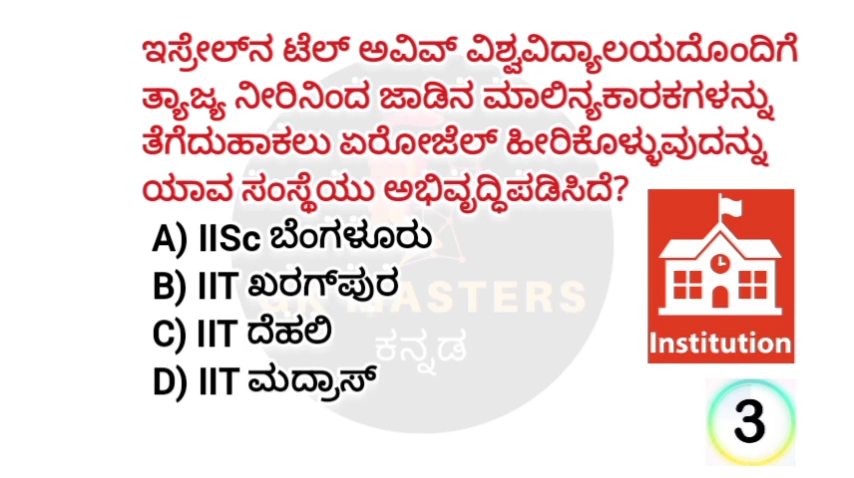 ಇಸ್ರೇಲ್‌ನ ಟೆಲ್ ಅವಿವ್ ವಿಶ್ವವಿದ್ಯಾಲಯದೊಂದಿಗೆ
ತ್ಯಾಜ್ಯ ನೀರಿನಿಂದ ಜಾಡಿನ ಮಾಲಿನ್ಯಕಾರಕಗಳನ್ನು
ತೆಗೆದುಹಾಕಲು ಏರೋಜೆಲ್ ಹೀರಿಕೊಳ್ಳುವುದನ್ನು
ಯಾವ ಸಂಸ್ಥೆಯು ಅಭಿವೃದ್ಧಿಪಡಿಸಿದೆ?
A) IISc ಬೆಂಗಳೂರು
B) IIT ಖರಗ್‌ಪುರ
C) IIT ದೆಹಲಿ
D) IIT ಮದ್ರಾಸ್
MASTERS
ಕನ್ನಡ
Institution
3